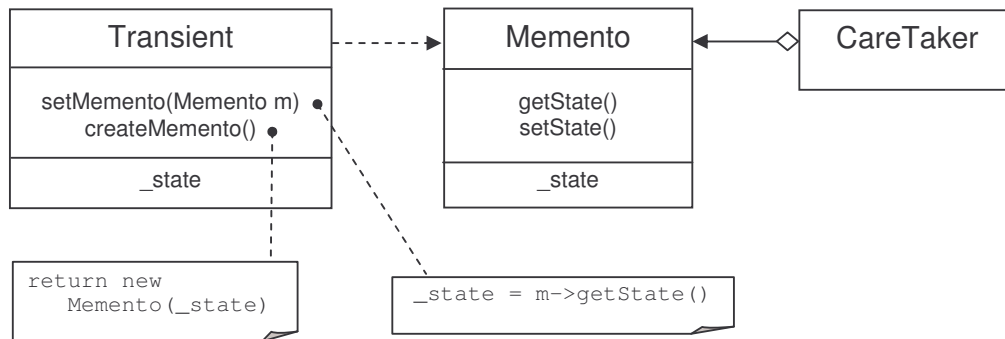 Transient
setMemento(Memento m)
createMemento()
_state
Memento
getState()
setState()
_state
CareTaker
return new
Memento(_state)
_state = m->getState()